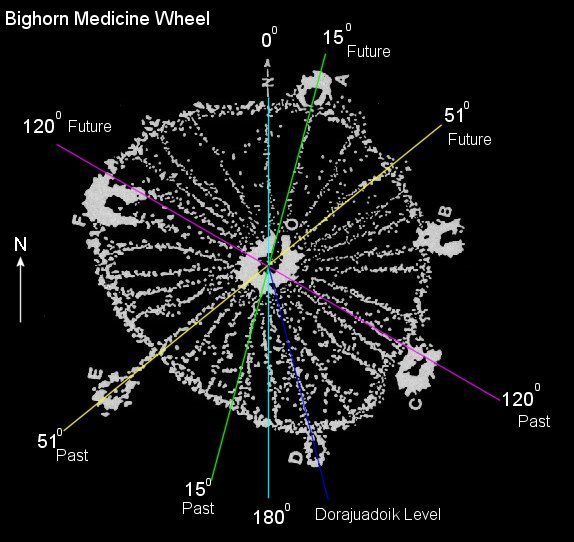 Bighorn Medicine Wheel
0⁰
15⁰
Future
N
A
51⁰
Future
120⁰ Future
F
O
B
N
C
E
120⁰
Past
51⁰
Past
D
15⁰
Past
180⁰
Dorajuadoik Level